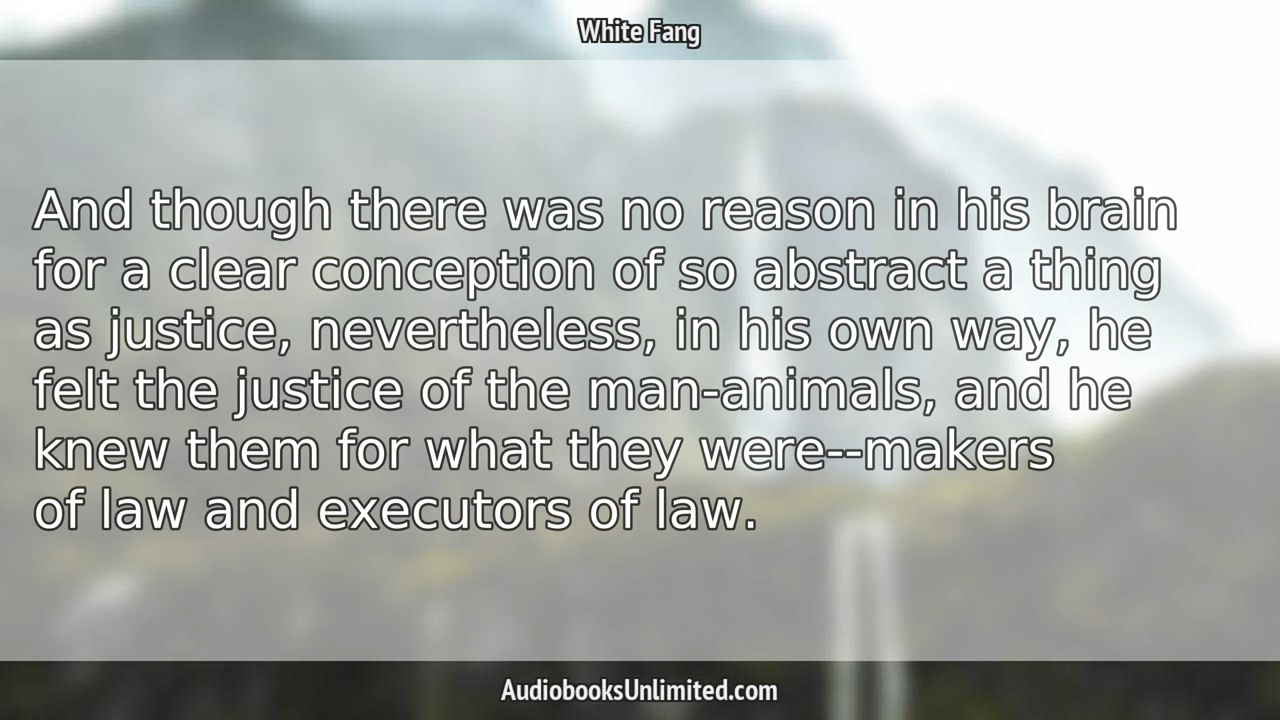 White Fang
And though there was no reason in his brain
for a clear conception of so abstract a thing
as justice, nevertheless, in his own way, he
felt the justice of the man-animals, and he
knew them for what they were--makers
of law and executors of law.
AudiobooksUnlimited.com